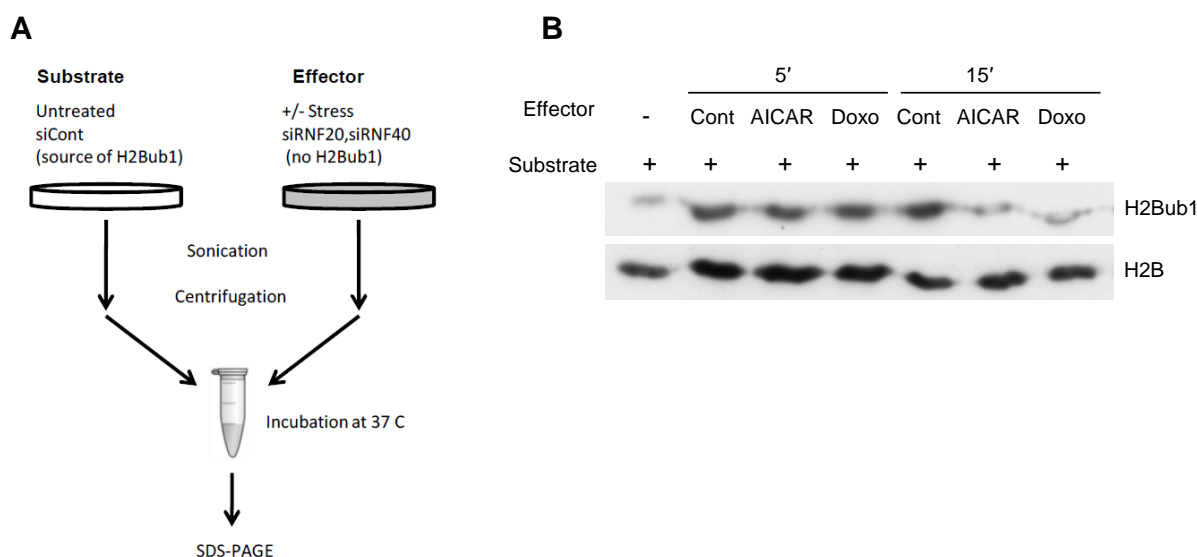 A
Substrate
Untreated
siCont
(source of H2Bub1)
Effector
+/- Stress
siRNF20,siRNF40
(no H2Bub1)
Sonication
Centrifugation
Incubation at 37 C
SDS-PAGE
B
5′ 15′
Effector - Cont AICAR Doxo Cont AICAR Doxo
Substrate + + + + + + +
H2Bub1
H2B